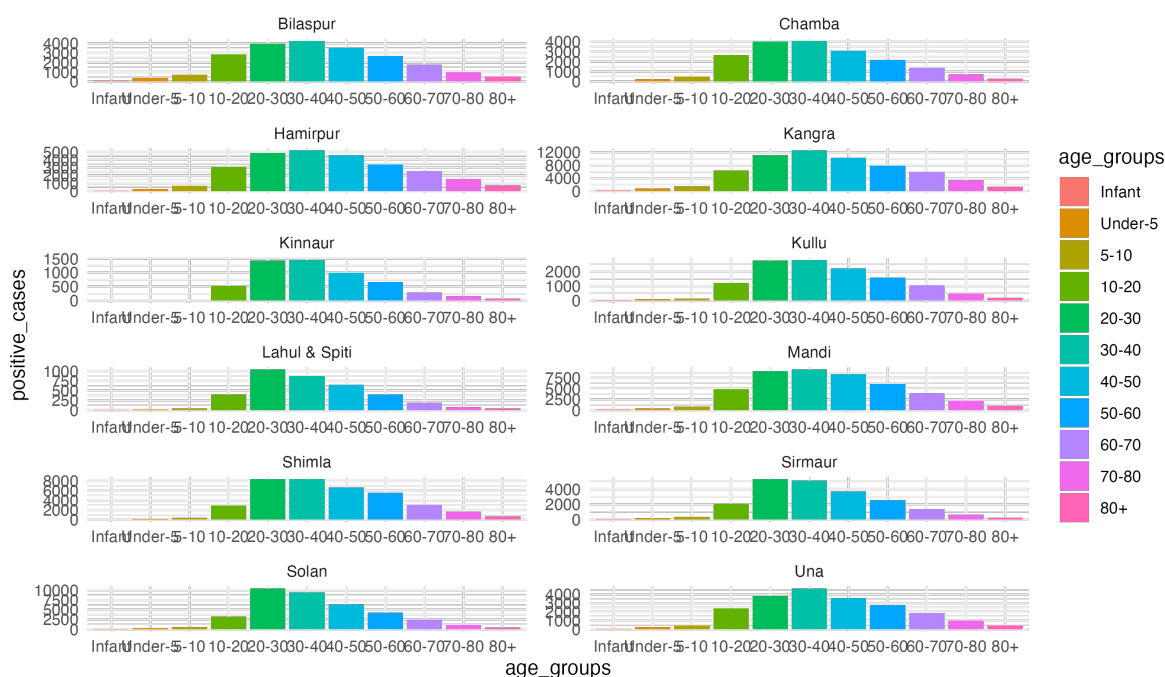 Bilaspur
4000
3000
2000
1000
0
Infant Under-5 5-10 10-20 20-30 30-40 40-50 50-60 60-70 70-80 80+
Chamba
4000
3000
2000
1000
0
Infant Under-5 5-10 10-20 20-30 30-40 40-50 50-60 60-70 70-80 80+
Hamirpur
5000
4000
3000
2000
1000
0
Infant Under-5 5-10 10-20 20-30 30-40 40-50 50-60 60-70 70-80 80+
Kangra
12000
8000
4000
0
Infant Under-5 5-10 10-20 20-30 30-40 40-50 50-60 60-70 70-80 80+
Kinnaur
1500
1000
500
0
Infant Under-5 5-10 10-20 20-30 30-40 40-50 50-60 60-70 70-80 80+
Kullu
2000
1000
0
Infant Under-5 5-10 10-20 20-30 30-40 40-50 50-60 60-70 70-80 80+
Lahul & Spiti
1000
750
500
250
0
Infant Under-5 5-10 10-20 20-30 30-40 40-50 50-60 60-70 70-80 80+
Mandi
7500
5000
2500
0
Infant Under-5 5-10 10-20 20-30 30-40 40-50 50-60 60-70 70-80 80+
Shimla
8000
6000
4000
2000
0
Infant Under-5 5-10 10-20 20-30 30-40 40-50 50-60 60-70 70-80 80+
Sirmaur
4000
2000
0
Infant Under-5 5-10 10-20 20-30 30-40 40-50 50-60 60-70 70-80 80+
Solan
10000
7500
5000
2500
0
Infant Under-5 5-10 10-20 20-30 30-40 40-50 50-60 60-70 70-80 80+
Una
4000
3000
2000
1000
0
Infant Under-5 5-10 10-20 20-30 30-40 40-50 50-60 60-70 70-80 80+
positive_cases
age_groups
age_groups
Infant
Under-5
5-10
10-20
20-30
30-40
40-50
50-60
60-70
70-80
80+